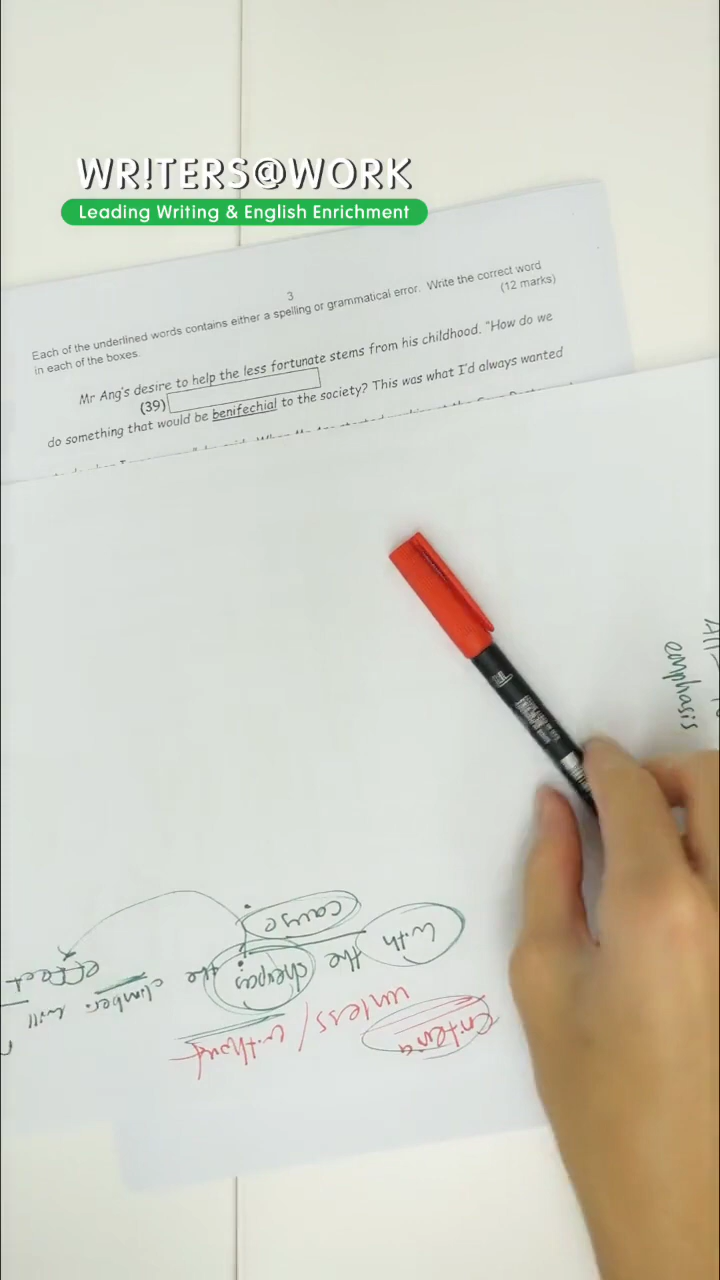 WR!TERS@WORK
Leading Writing & English Enrichment
3
Each of the underlined words contains either a spelling or grammatical error. Write the correct word
in each of the boxes.
(12 marks)
Mr Ang's desire to help the less fortunate stems from his childhood. "How do we
(39)
do something that would be benifechial to the society? This was what I'd always wanted
All
emphasis
criteria
unless / without
with the cherpas, the climber will
cause
effect